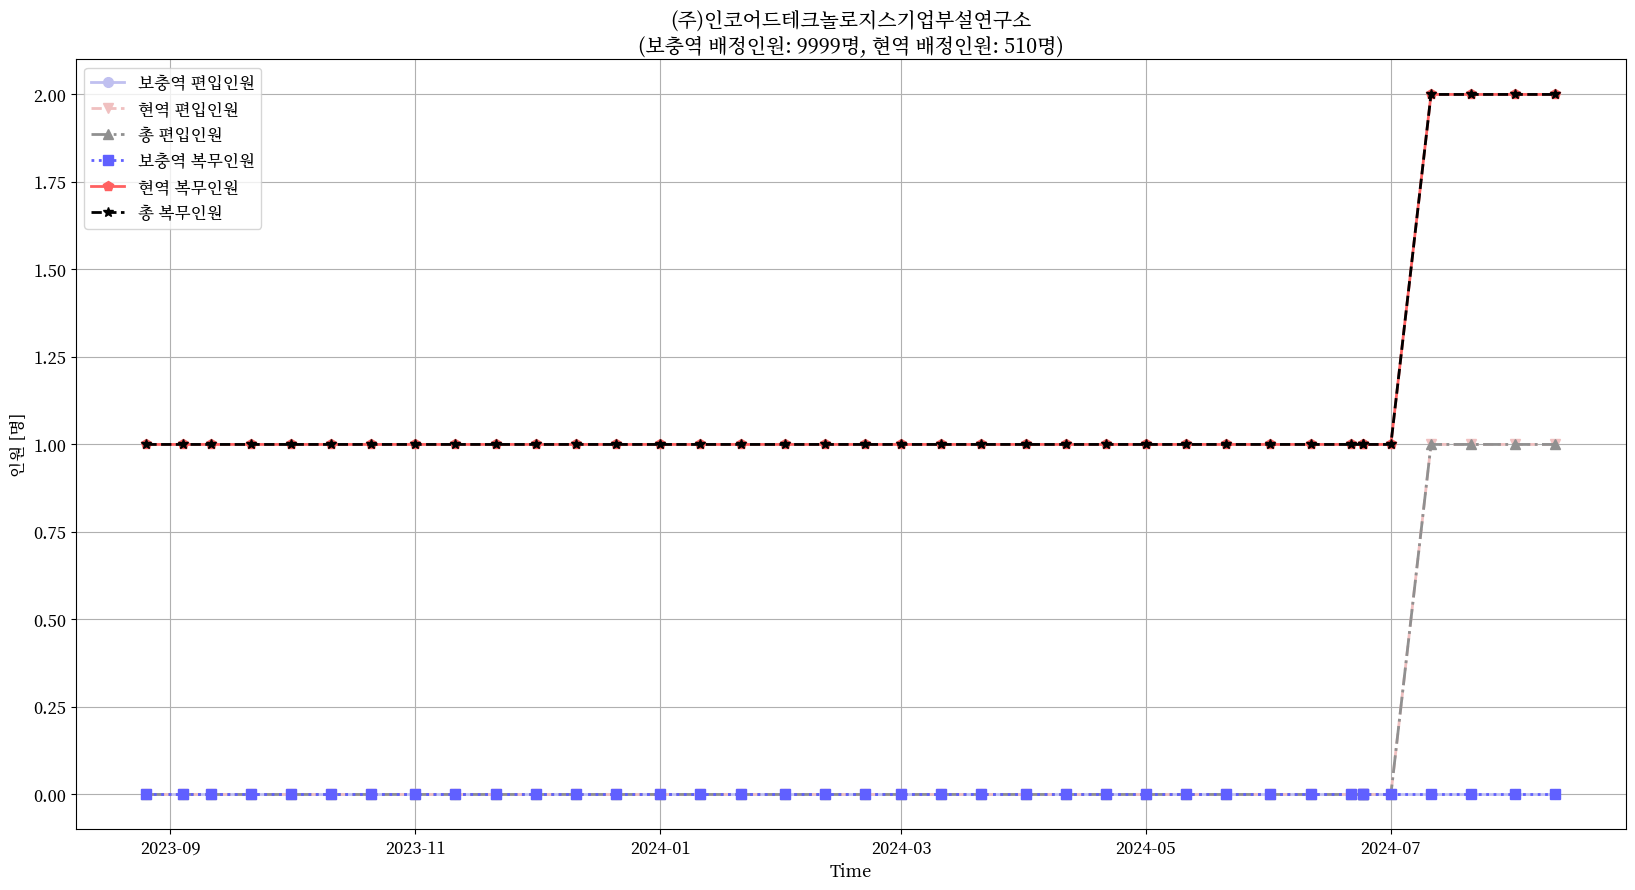 (주)인코어드테크놀로지스기업부설연구소
(보충역 배정인원: 9999명, 현역 배정인원: 510명)
보충역 편입인원
현역 편입인원
총 편입인원
보충역 복무인원
현역 복무인원
총 복무인원
2.00
1.75
1.50
1.25
1.00
0.75
0.50
0.25
0.00
인원 [명]
2023-09 2023-11 2024-01 2024-03 2024-05 2024-07
Time